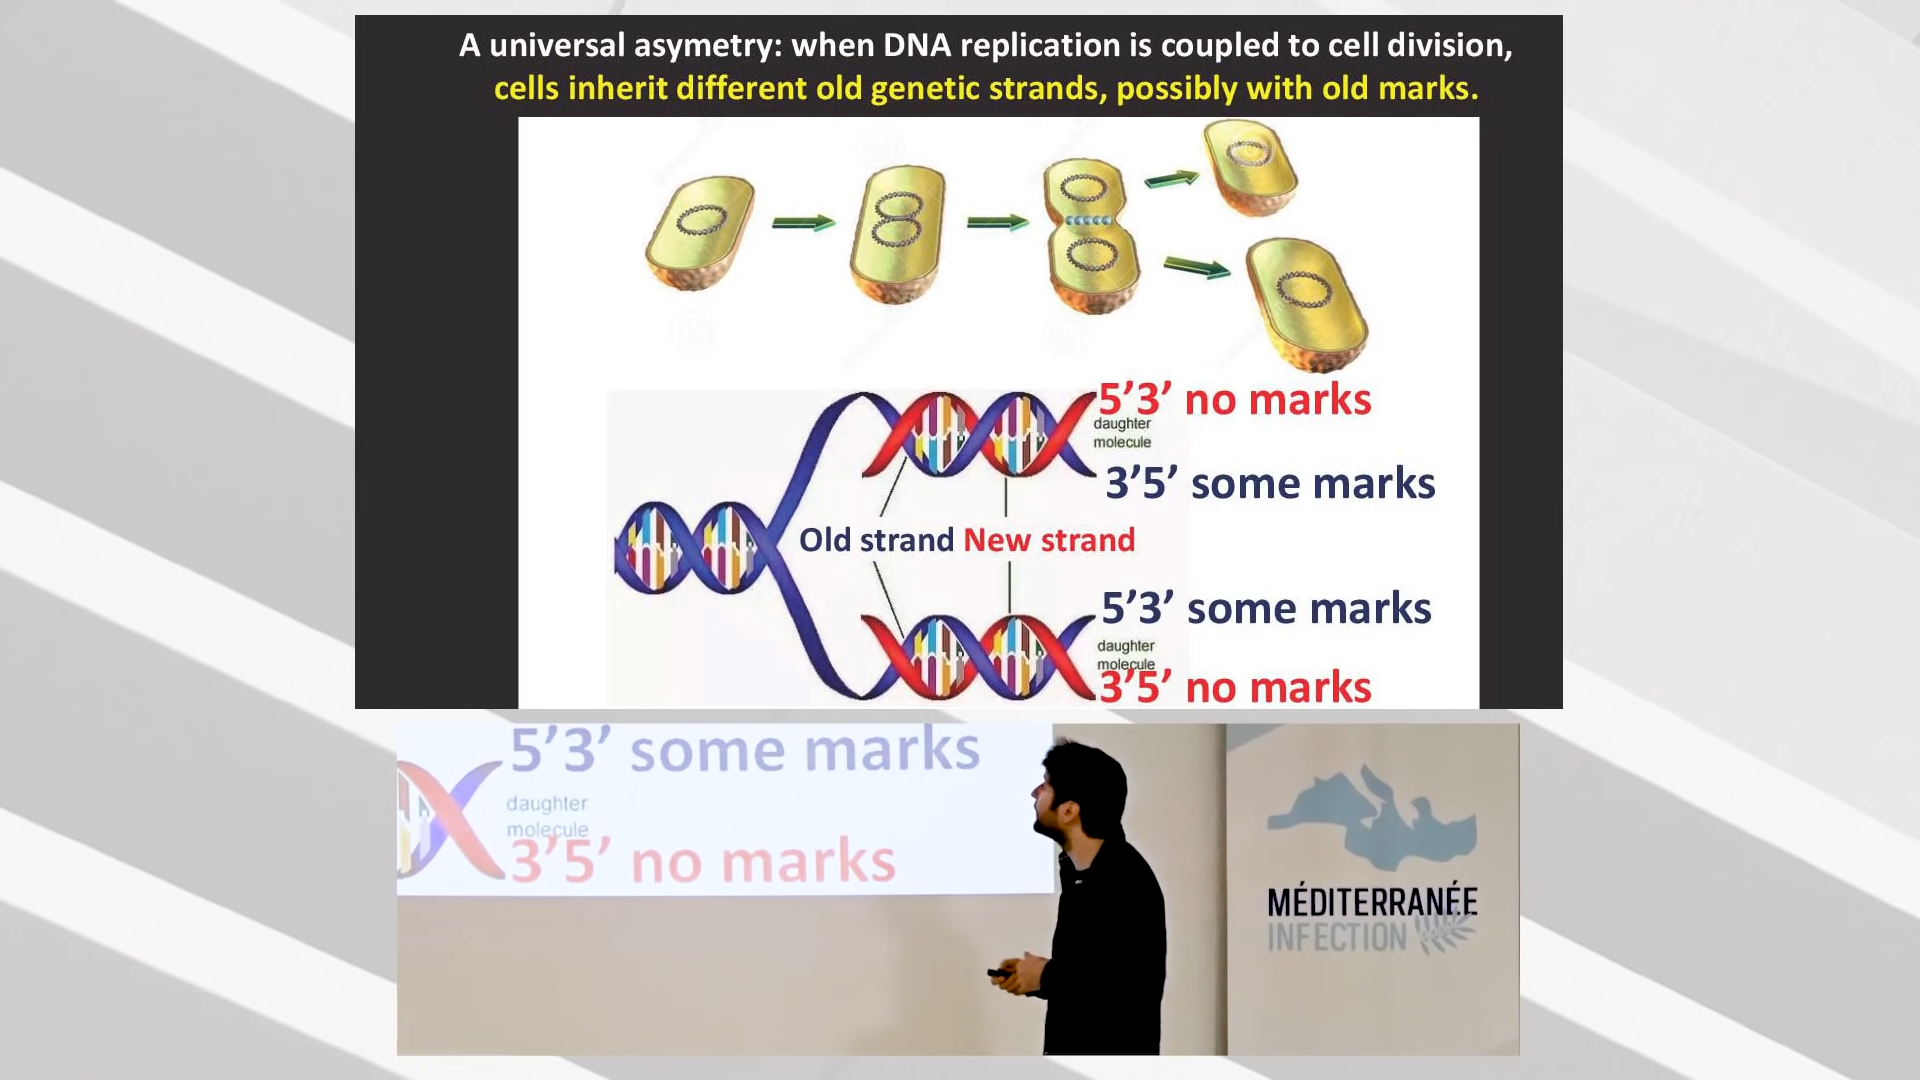 A universal asymetry: when DNA replication is coupled to cell division,
cells inherit different old genetic strands, possibly with old marks.
5’3’ no marks
daughter
molecule
3’5’ some marks
Old strand New strand
5’3’ some marks
daughter
molecule
3’5’ no marks
5’3’ some marks
daughter
molecule
3’5’ no marks
MÉDITERRANÉE
INFECTION